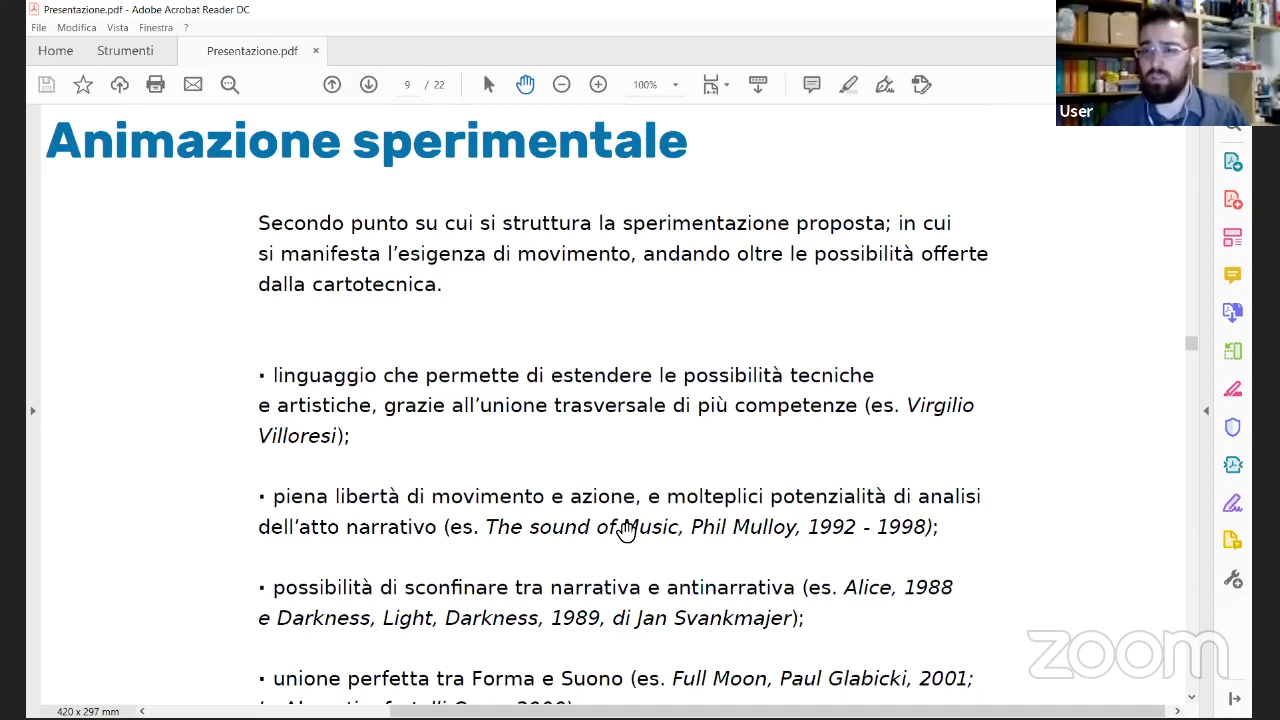 Presentazione.pdf - Adobe Acrobat Reader DC
File Modifica Vista Finestra ?
Home Strumenti Presentazione.pdf ×
9 / 22 100%
User
Animazione sperimentale
Secondo punto su cui si struttura la sperimentazione proposta; in cui
si manifesta l'esigenza di movimento, andando oltre le possibilità offerte
dalla cartotecnica.
· linguaggio che permette di estendere le possibilità tecniche
e artistiche, grazie all'unione trasversale di più competenze (es. Virgilio
Villoresi);
· piena libertà di movimento e azione, e molteplici potenzialità di analisi
dell'atto narrativo (es. The sound of Music, Phil Mulloy, 1992 - 1998);
· possibilità di sconfinare tra narrativa e antinarrativa (es. Alice, 1988
e Darkness, Light, Darkness, 1989, di Jan Svankmajer);
· unione perfetta tra Forma e Suono (es. Full Moon, Paul Glabicki, 2001;
zoom
420 x 297 mm